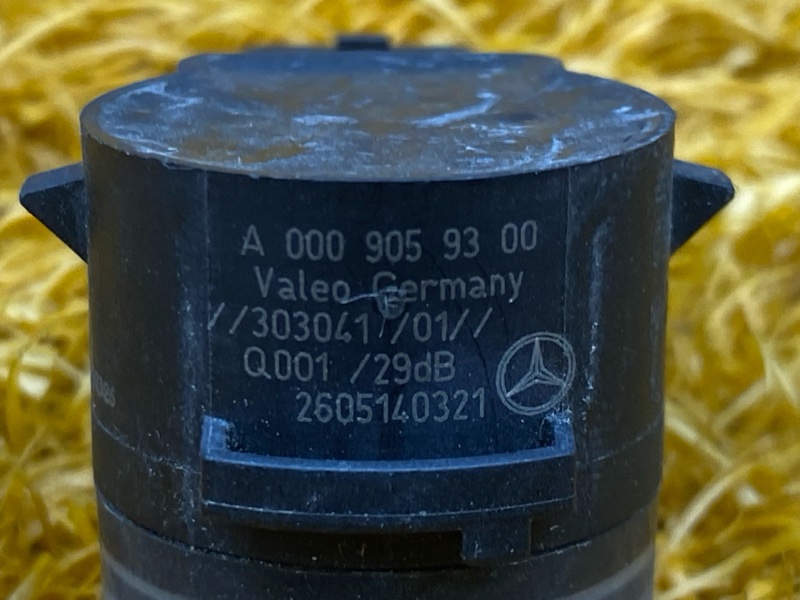 A 000 905 93 00
Valeo Germany
//303041//01//
Q001 /29dB
2605140321